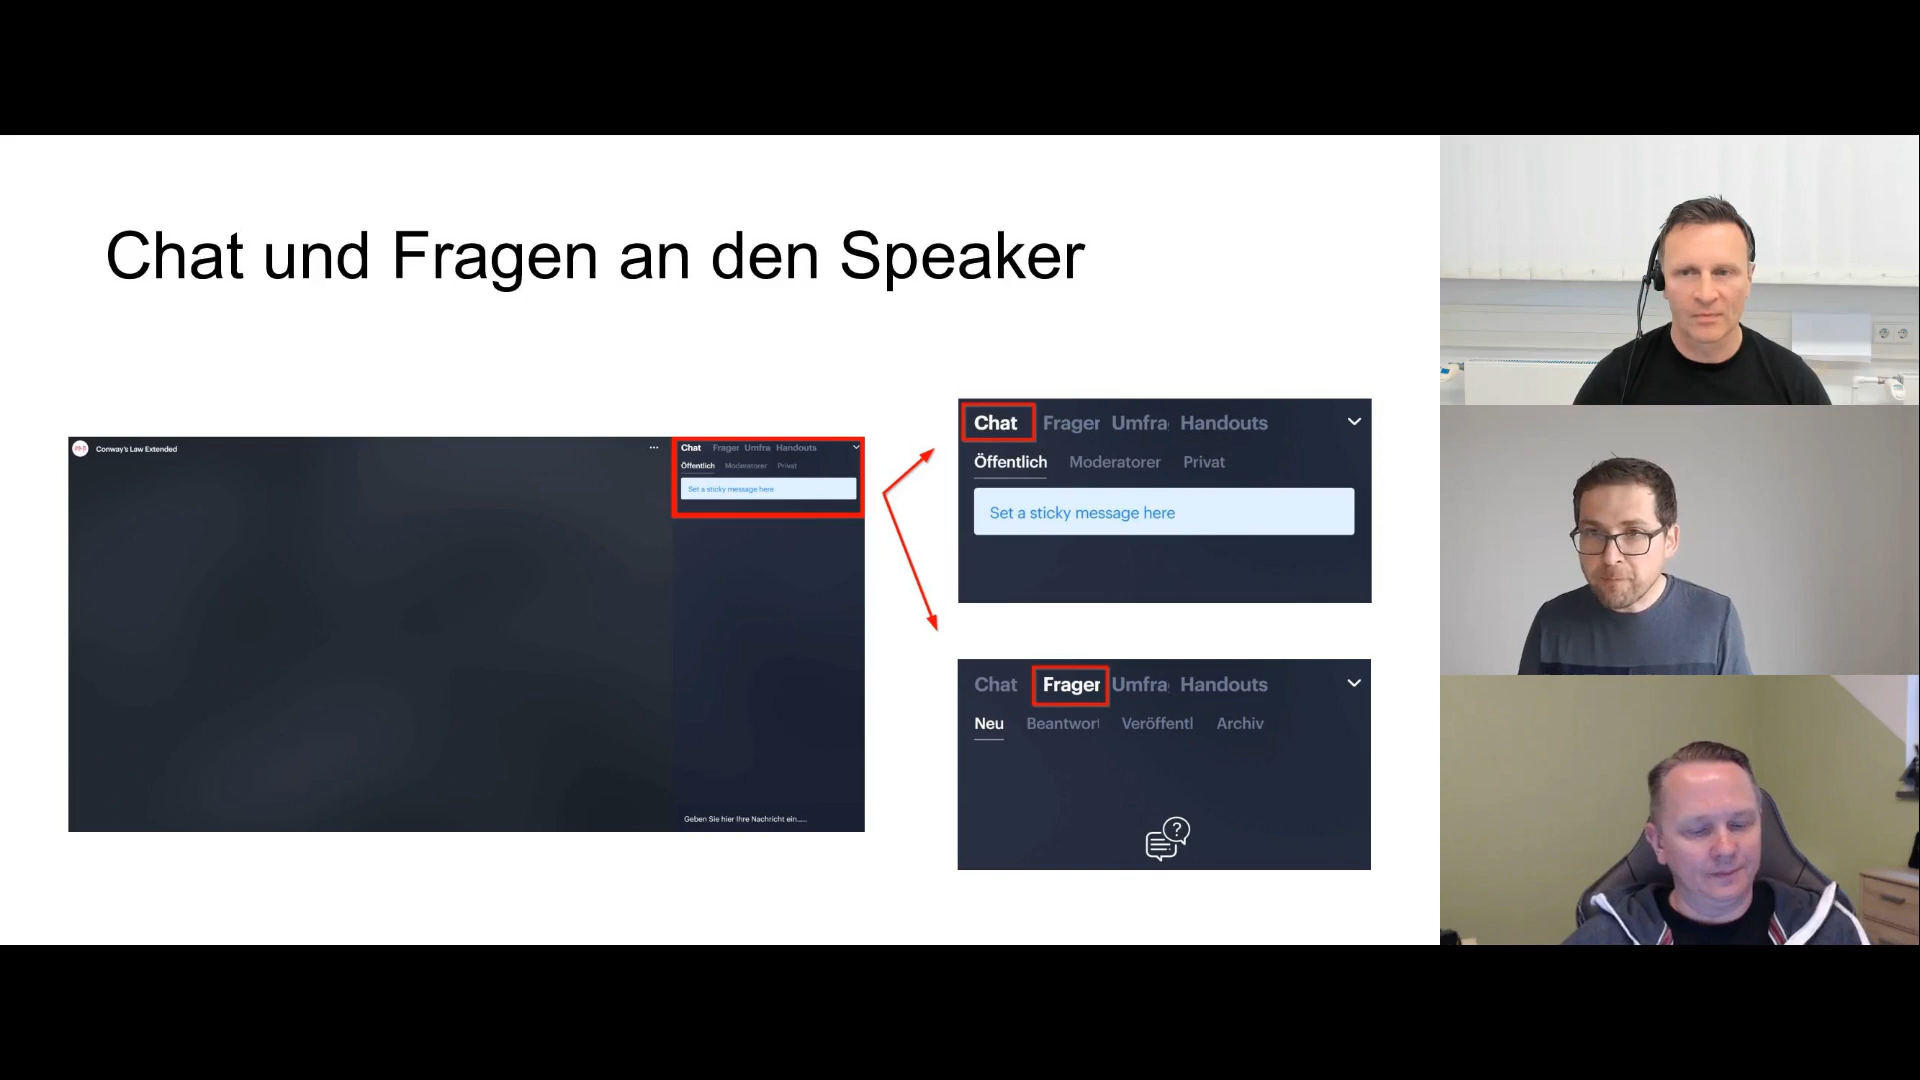 Chat und Fragen an den Speaker
Conway's Law Extended
Chat Frager Umfra Handouts
Öffentlich Moderatorer Privat
Set a sticky message here
Geben Sie hier Ihre Nachricht ein......
Chat Frager Umfra Handouts
Öffentlich Moderatorer Privat
Set a sticky message here
Chat Frager Umfra Handouts
Neu Beantwort Veröffentl Archiv